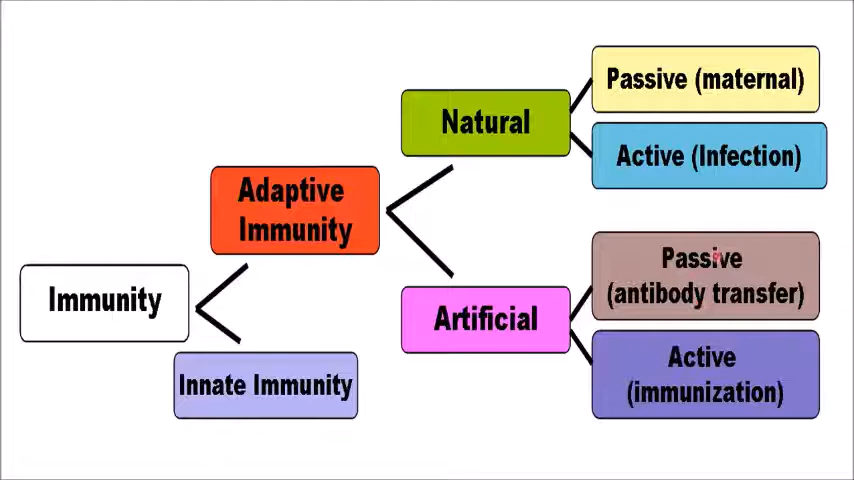 Passive (maternal)
Natural
Active (Infection)
Adaptive
Immunity
Passive
(antibody transfer)
Immunity
Artificial
Active
(immunization)
Innate Immunity